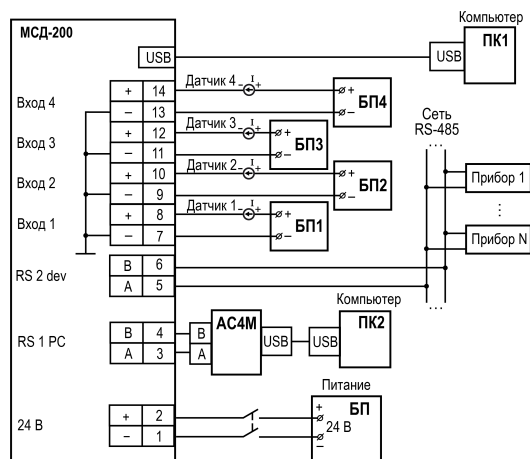 Компьютер
МСД-200
ПК1
USB
USB
Вход 4
+ 14
Датчик 4 - I +
+
БП4
– 13
–
Сеть
RS-485
Вход 3
+ 12
Датчик 3 - I +
+
БП3
– 11
–
Вход 2
+ 10
Датчик 2 - I +
+
БП2
– 9
–
Прибор 1
Вход 1
+ 8
Датчик 1 - I +
+
БП1
– 7
–
Прибор N
RS 2 dev
B 6
A 5
Компьютер
RS 1 PC
B 4
B
АС4М
USB
USB
ПК2
A 3
A
Питание
24 В
+ 2
+
БП
24 В
– 1
–